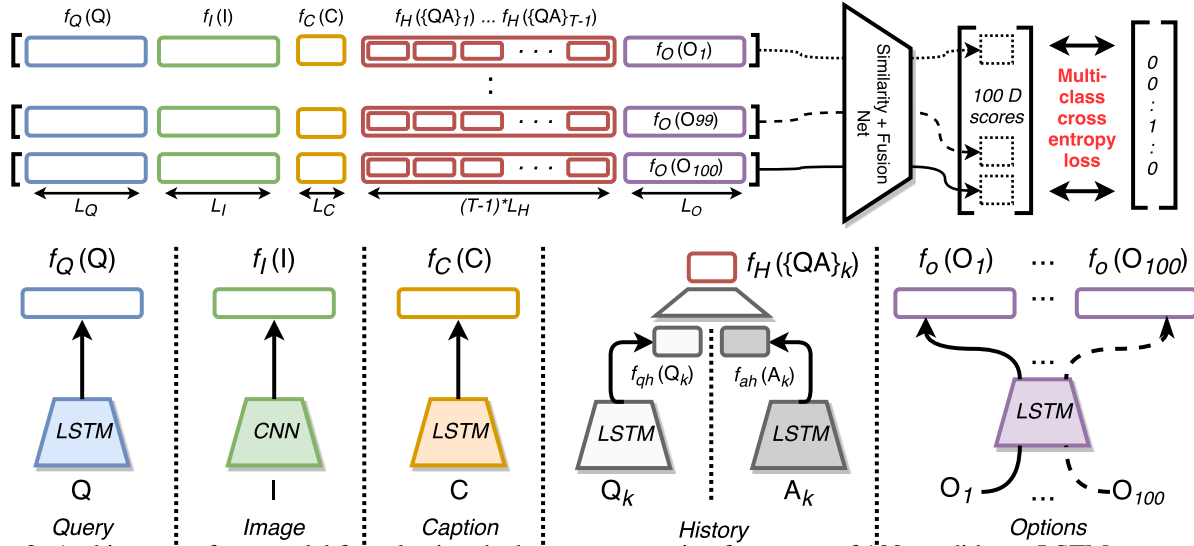 f_Q (Q) f_I (I) f_C (C) f_H ({QA}_1) ... f_H ({QA}_{T-1})
f_O (O_1)
:
f_O (O_99)
f_O (O_100)
L_Q L_I L_C (T-1)*L_H L_O
Similarity + Fusion
Net
100 D
scores
Multi-
class
cross
entropy
loss
0
0
:
1
:
0
f_Q (Q) f_I (I) f_C (C) f_H ({QA}_k) f_o (O_1) ... f_o (O_100)
...
f_qh (Q_k) f_ah (A_k)
...
LSTM CNN LSTM LSTM LSTM LSTM
Q I C Q_k A_k O_1 ... O_100
Query Image Caption History Options